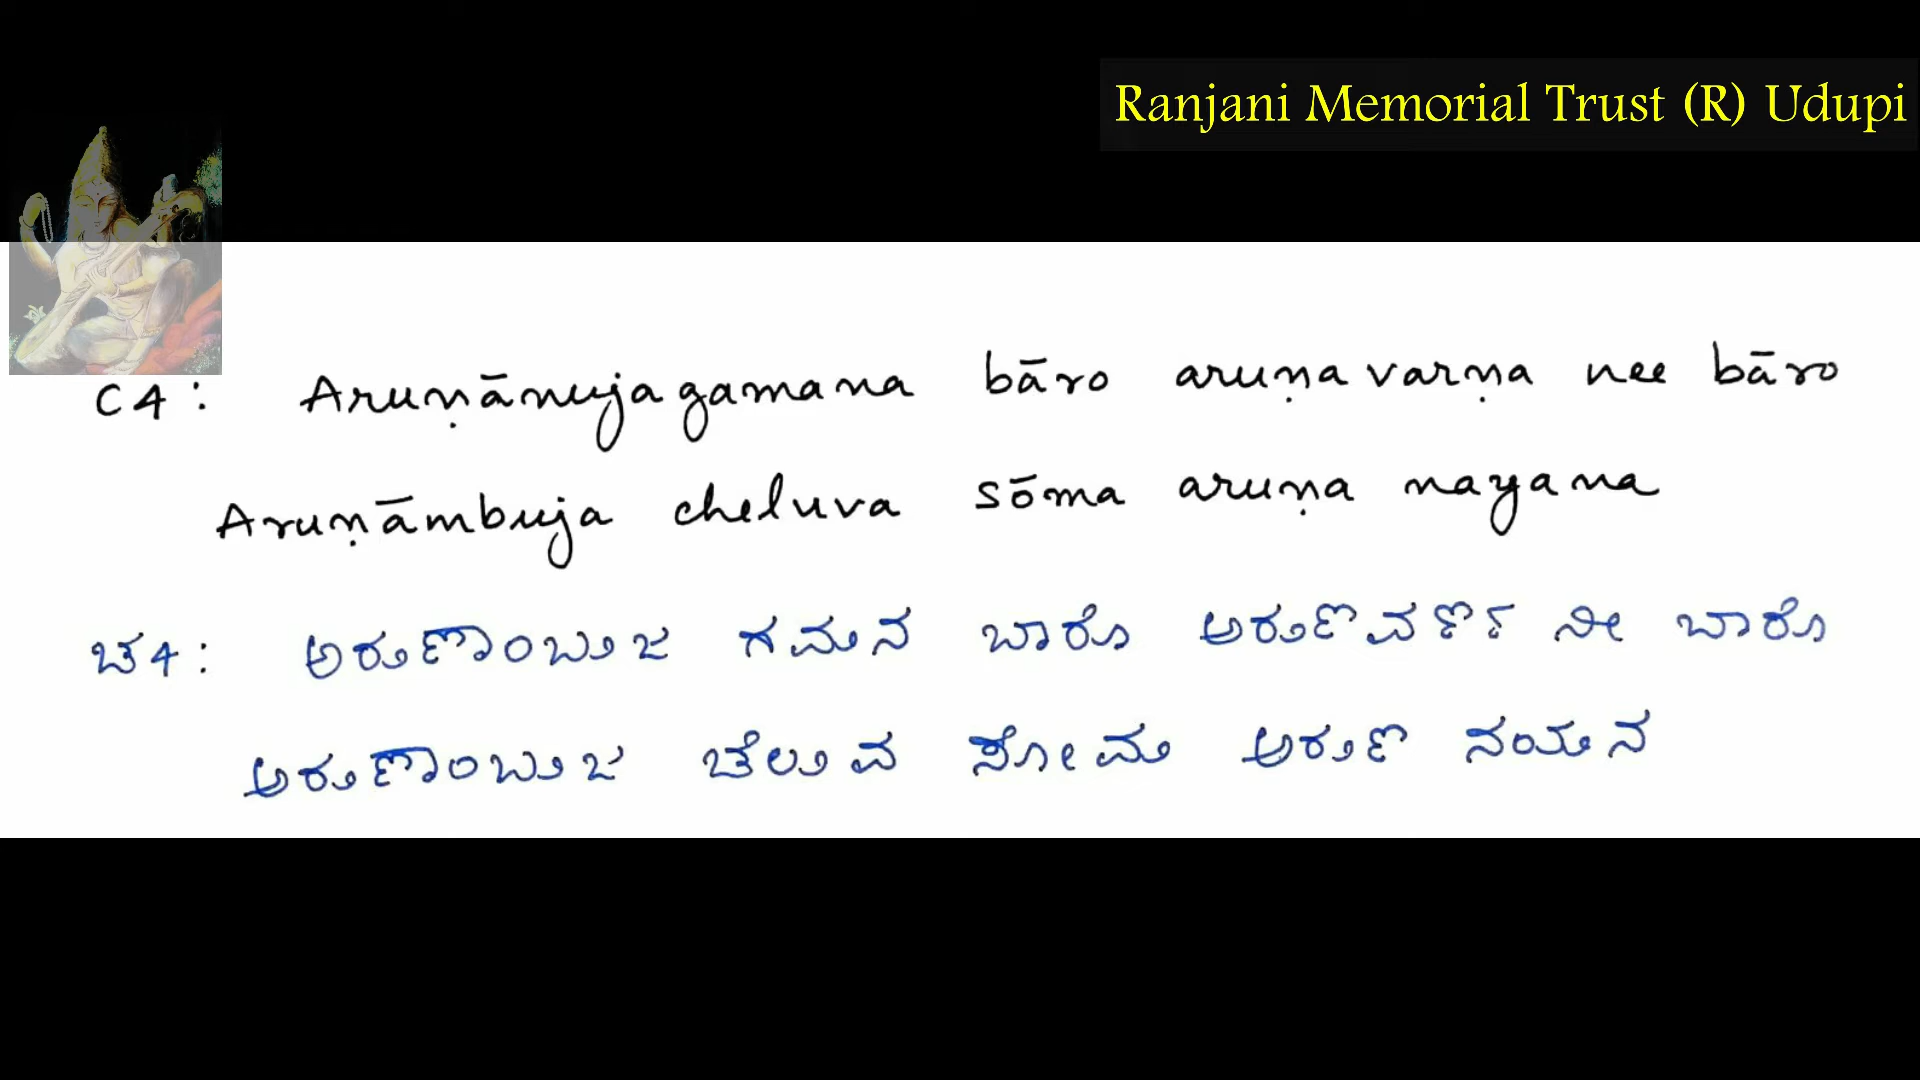 Ranjani Memorial Trust (R) Udupi
C4: Aruṇānujagamana bāro aruṇavarṇa nee bāro
Aruṇāmbuja cheluva sōma aruṇa nayana
ಚ4: ಅರುಣಾಂಬುಜ ಗಮನ ಬಾರೊ ಅರುಣವರ್ಣ ನೀ ಬಾರೊ
ಅರುಣಾಂಬುಜ ಚೆಲುವ ಸೋಮ ಅರುಣ ನಯನ